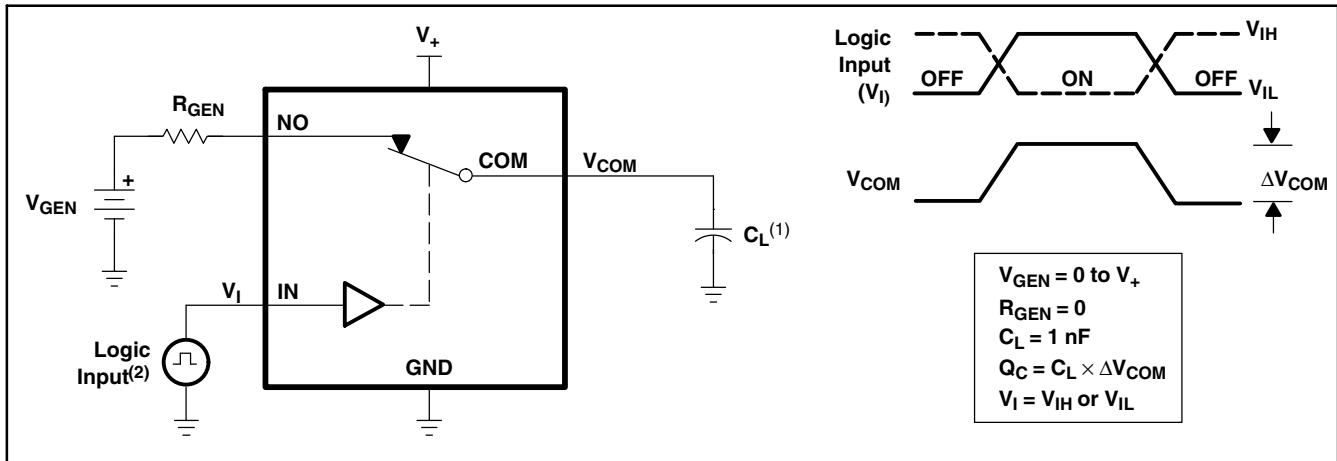 V+
RGEN
NO
COM
VCOM
+
VGEN
CL(1)
VI
IN
Logic
Input(2)
GND
Logic
Input
(VI)
OFF
ON
OFF
VIH
VIL
VCOM
ΔVCOM
VGEN = 0 to V+
RGEN = 0
CL = 1 nF
QC = CL × ΔVCOM
VI = VIH or VIL